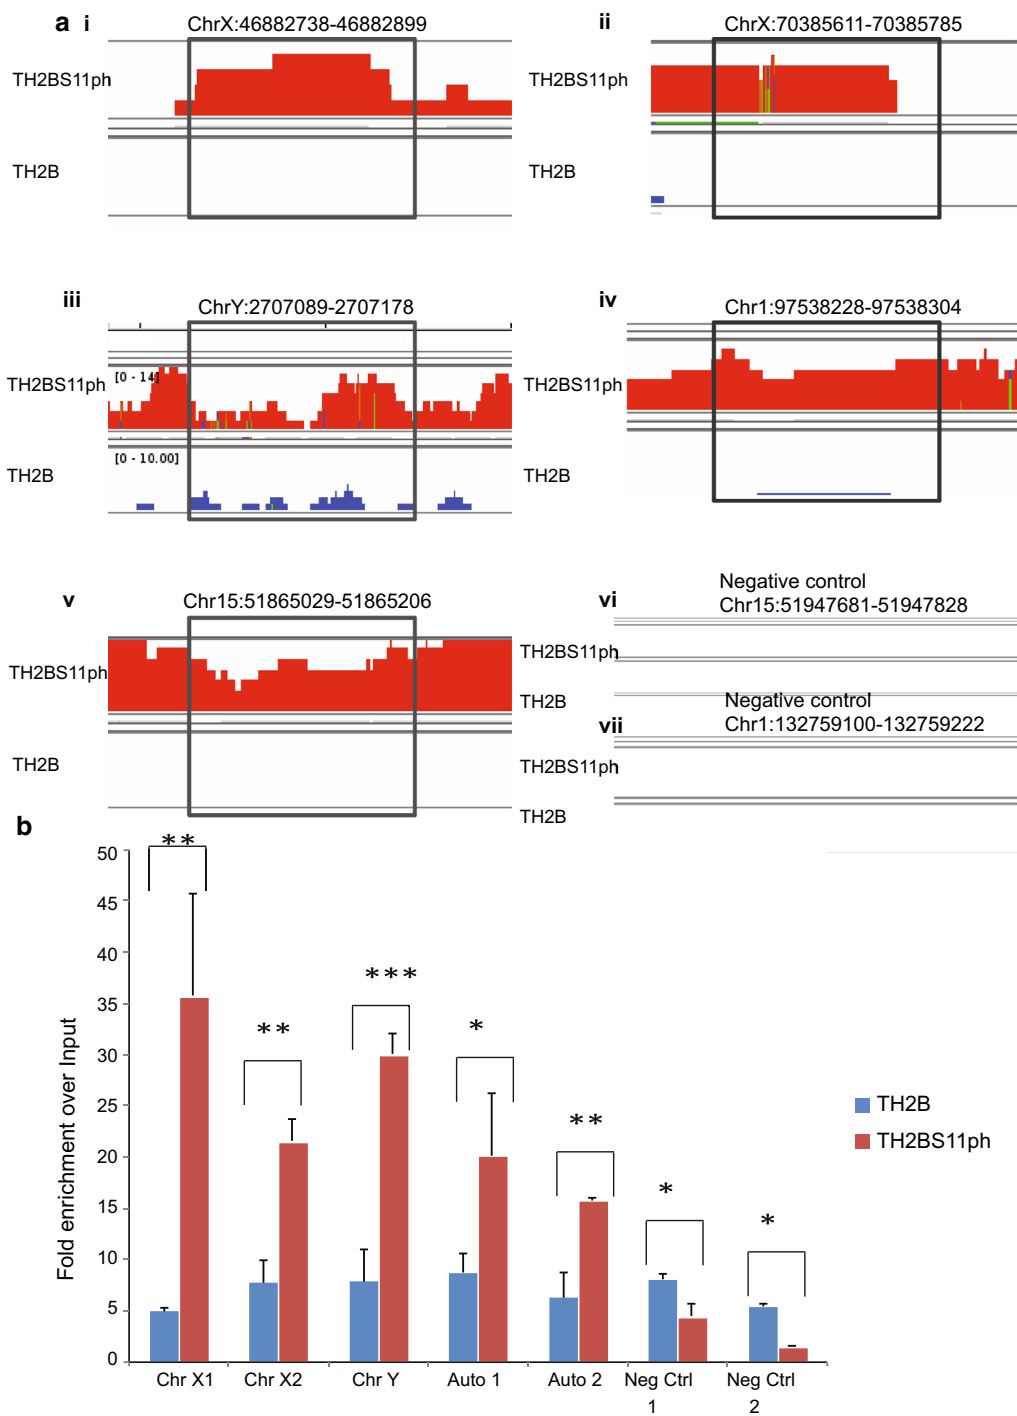 a i
ChrX:46882738-46882899
TH2BS11ph
TH2B
ii
ChrX:70385611-70385785
TH2BS11ph
TH2B
iii
ChrY:2707089-2707178
TH2BS11ph
[0 - 14]
TH2B
[0 - 10.00]
iv
Chr1:97538228-97538304
TH2BS11ph
TH2B
v
Chr15:51865029-51865206
TH2BS11ph
TH2B
vi
Negative control
Chr15:51947681-51947828
TH2BS11ph
TH2B
vii
Negative control
Chr1:132759100-132759222
TH2BS11ph
TH2B
b
Fold enrichment over Input
50
45
40
35
30
25
20
15
10
5
0
**
**
***
*
**
*
*
Chr X1
Chr X2
Chr Y
Auto 1
Auto 2
Neg Ctrl
1
Neg Ctrl
2
TH2B
TH2BS11ph